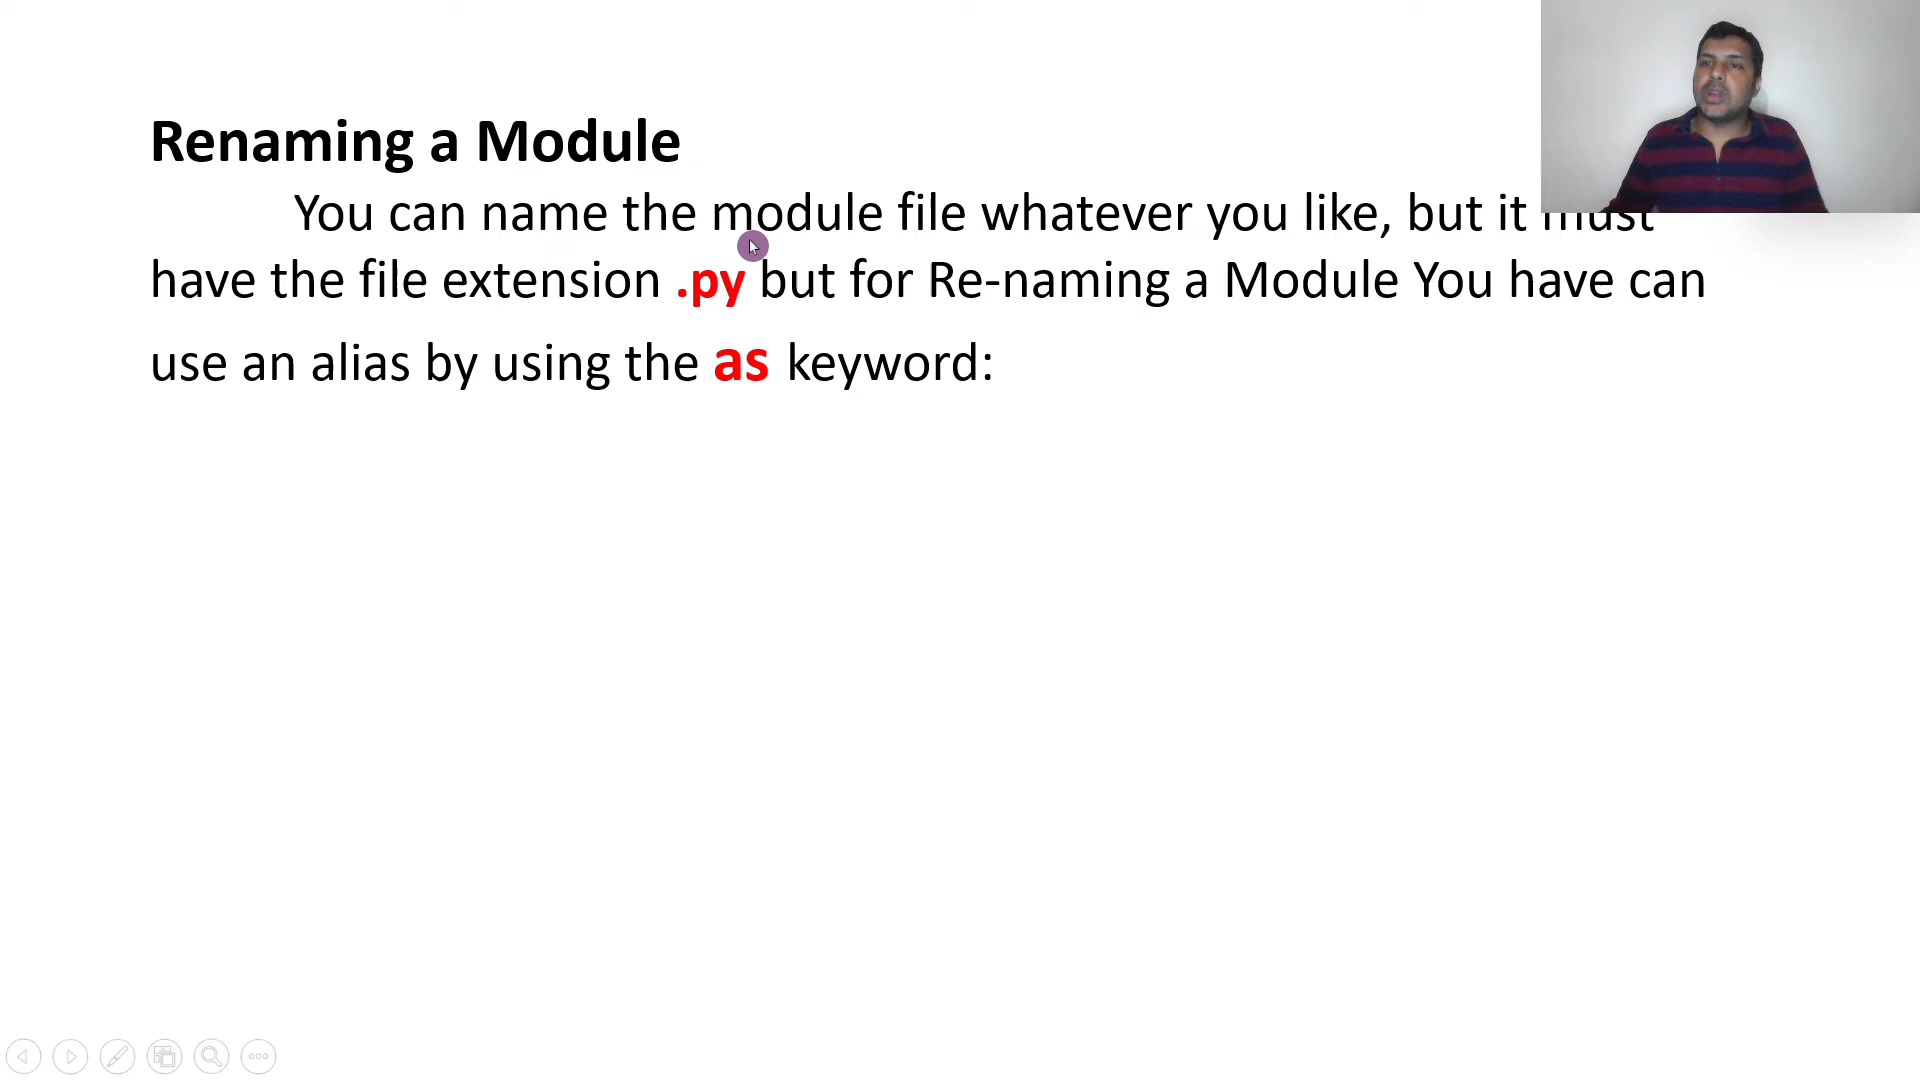 Renaming a Module
You can name the module file whatever you like, but it must
have the file extension .py but for Re-naming a Module You have can
use an alias by using the as keyword: